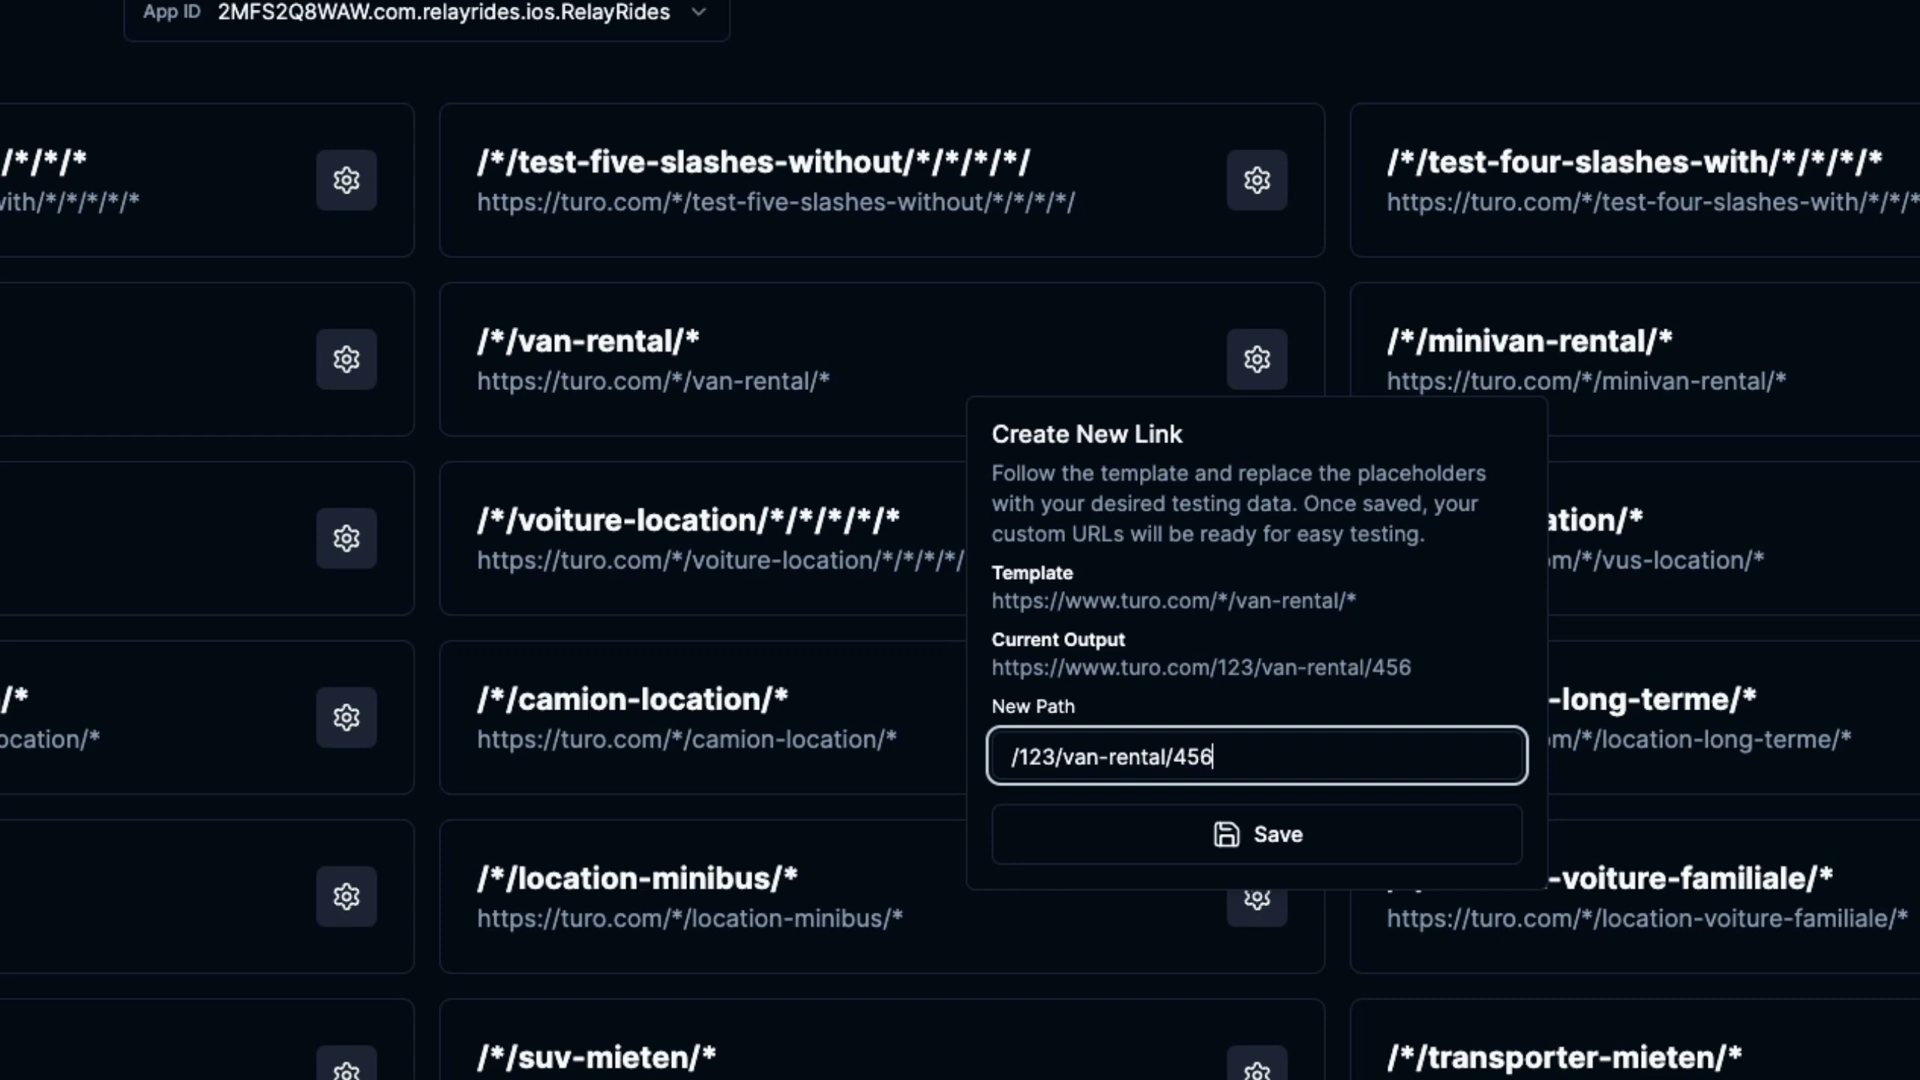 App ID 2MFS2Q8WAW.com.relayrides.ios.RelayRides
/*/*/*
with/*/*/*/*/*
/*/test-five-slashes-without/*/*/*/*/
https://turo.com/*/test-five-slashes-without/*/*/*/*/
/*/test-four-slashes-with/*/*/*/*
https://turo.com/*/test-four-slashes-with/*/*/*
/*/van-rental/*
https://turo.com/*/van-rental/*
/*/minivan-rental/*
https://turo.com/*/minivan-rental/*
Create New Link
Follow the template and replace the placeholders
with your desired testing data. Once saved, your
custom URLs will be ready for easy testing.
Template
https://www.turo.com/*/van-rental/*
Current Output
https://www.turo.com/123/van-rental/456
New Path
/123/van-rental/456
Save
/*/voiture-location/*/*/*/*/*
https://turo.com/*/voiture-location/*/*/*/*/
ation/*
om/*/vus-location/*
/*
ocation/*
/*/camion-location/*
https://turo.com/*/camion-location/*
-long-terme/*
om/*/location-long-terme/*
/*/location-minibus/*
https://turo.com/*/location-minibus/*
-voiture-familiale/*
https://turo.com/*/location-voiture-familiale/*
/*/suv-mieten/*
/*/transporter-mieten/*